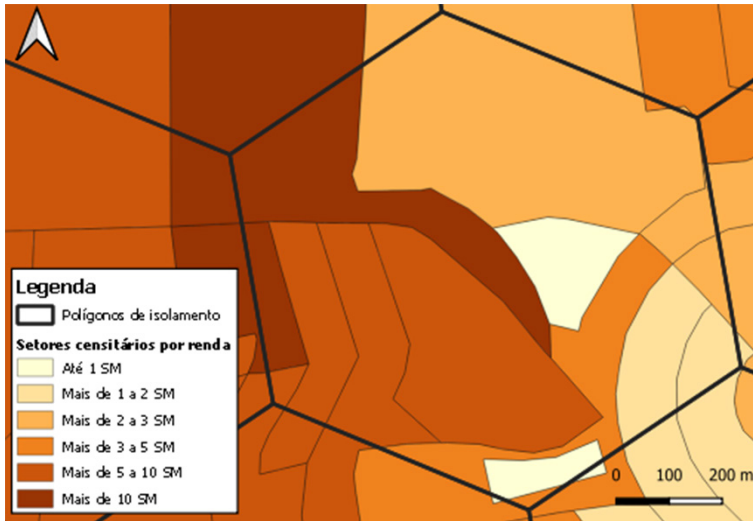 Legenda
Polígonos de isolamento
Setores censitários por renda
Até 1 SM
Mais de 1 a 2 SM
Mais de 2 a 3 SM
Mais de 3 a 5 SM
Mais de 5 a 10 SM
Mais de 10 SM
0 100 200 m